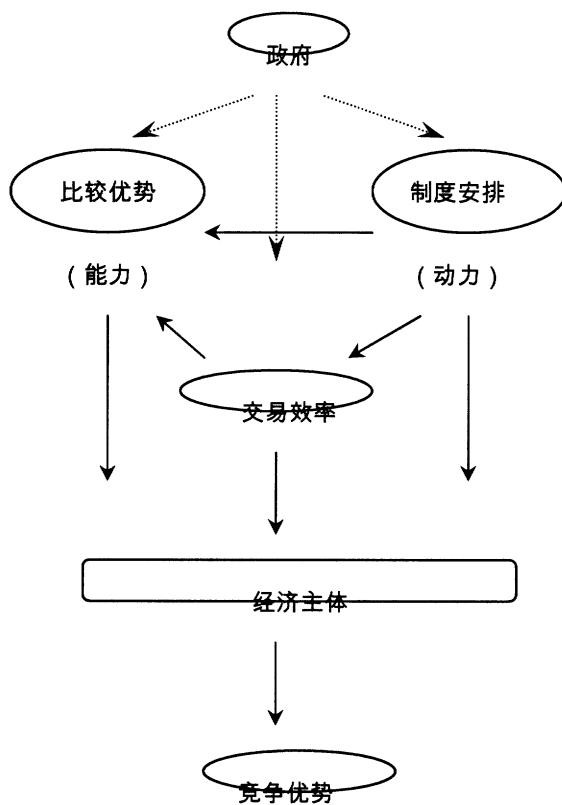 政府
比较优势
制度安排
（能力）
（动力）
交易效率
经济主体
竞争优势